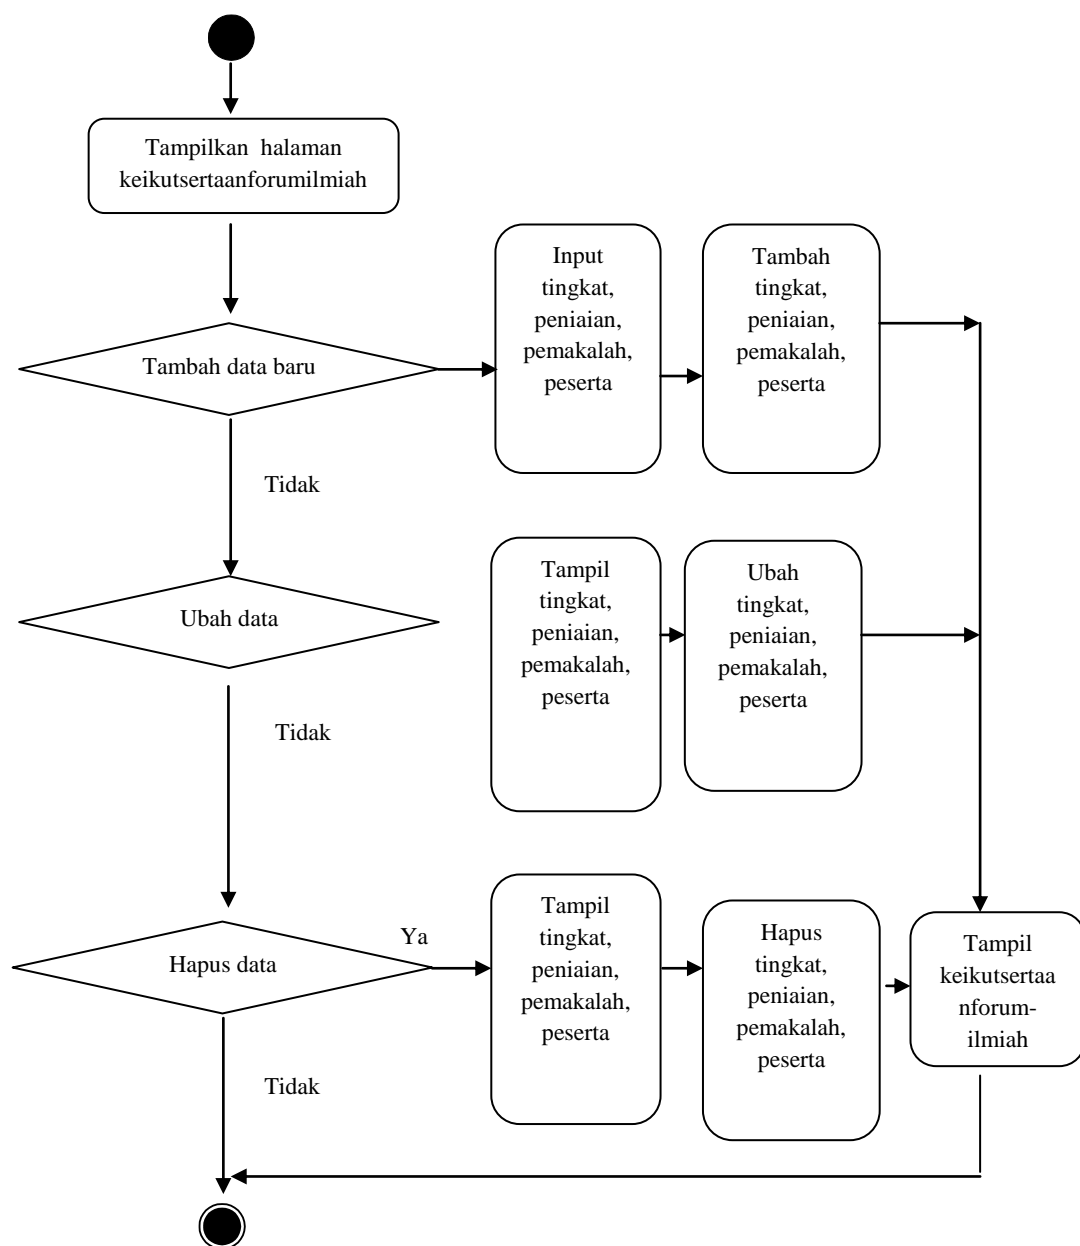 Tampilkan halaman
keikutsertaanforumilmiah
Tambah data baru
Input
tingkat,
peniaian,
pemakalah,
peserta
Tambah
tingkat,
peniaian,
pemakalah,
peserta
Tidak
Ubah data
Tampil
tingkat,
peniaian,
pemakalah,
peserta
Ubah
tingkat,
peniaian,
pemakalah,
peserta
Tidak
Hapus data
Ya
Tampil
tingkat,
peniaian,
pemakalah,
peserta
Hapus
tingkat,
peniaian,
pemakalah,
peserta
Tampil
keikutsertaa
nforum-
ilmiah
Tidak